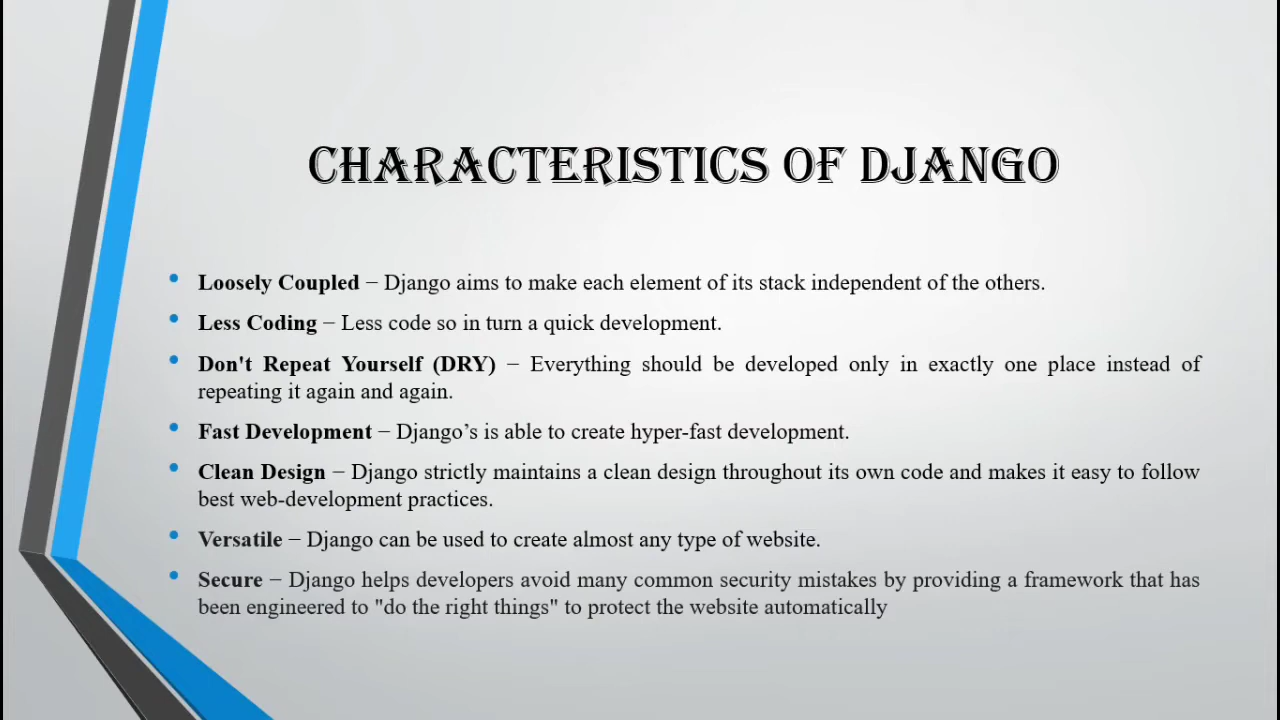 CHARACTERISTICS OF DJANGO
• Loosely Coupled − Django aims to make each element of its stack independent of the others.
• Less Coding − Less code so in turn a quick development.
• Don't Repeat Yourself (DRY) − Everything should be developed only in exactly one place instead of
repeating it again and again.
• Fast Development − Django’s is able to create hyper-fast development.
• Clean Design − Django strictly maintains a clean design throughout its own code and makes it easy to follow
best web-development practices.
• Versatile − Django can be used to create almost any type of website.
• Secure − Django helps developers avoid many common security mistakes by providing a framework that has
been engineered to "do the right things" to protect the website automatically